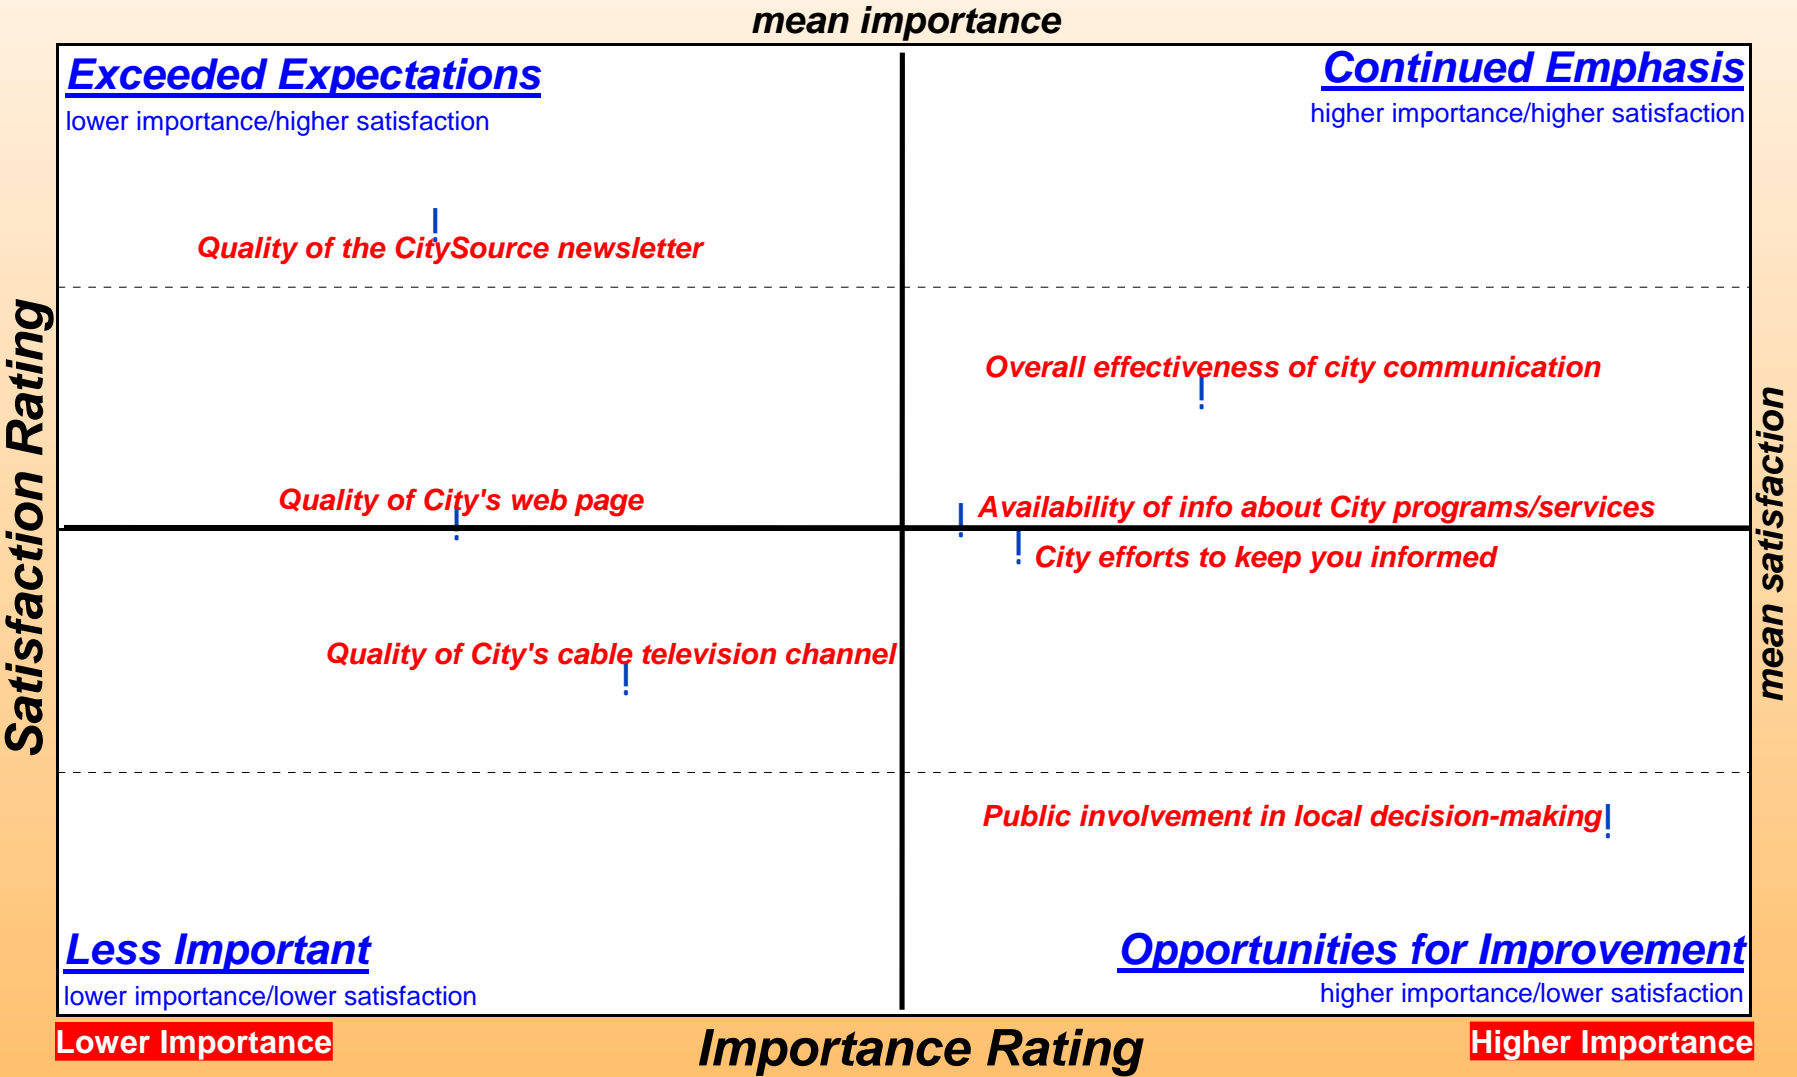 mean importance
Exceeded Expectations
lower importance/higher satisfaction
Continued Emphasis
higher importance/higher satisfaction
Quality of the CitySource newsletter
Overall effectiveness of city communication
Quality of City's web page
Availability of info about City programs/services
City efforts to keep you informed
Quality of City's cable television channel
Public involvement in local decision-making
Satisfaction Rating
mean satisfaction
Less Important
lower importance/lower satisfaction
Opportunities for Improvement
higher importance/lower satisfaction
Lower Importance
Importance Rating
Higher Importance